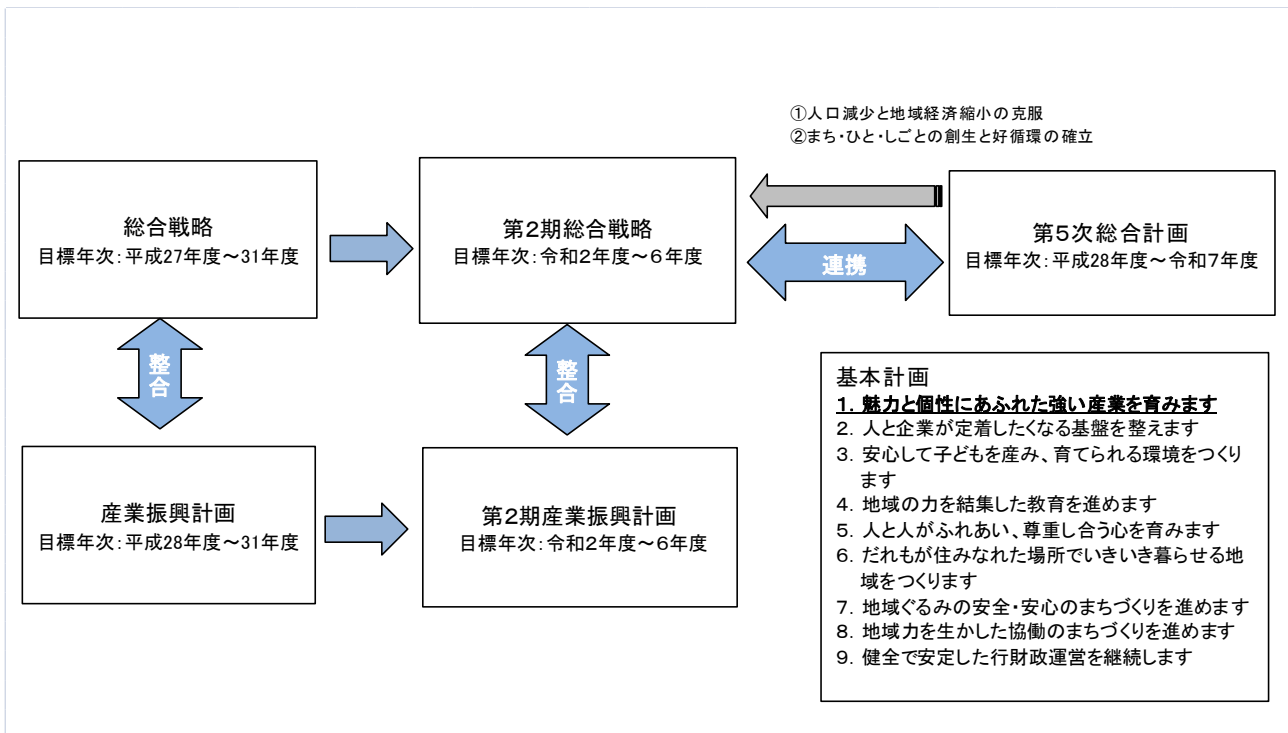 ①人口減少と地域経済縮小の克服
②まち・ひと・しごとの創生と好循環の確立
総合戦略
目標年次：平成27年度～31年度
第２期総合戦略
目標年次：令和２年度～６年度
連携
第５次総合計画
目標年次：平成28年度～令和７年度
整合
整合
産業振興計画
目標年次：平成28年度～31年度
第２期産業振興計画
目標年次：令和２年度～６年度
基本計画
１．魅力と個性にあふれた強い産業を育みます
２．人と企業が定着したくなる基盤を整えます
３．安心して子どもを産み、育てられる環境をつくり
ます
４．地域の力を結集した教育を進めます
５．人と人がふれあい、尊重し合う心を育みます
６．だれもが住みなれた場所でいきいき暮らせる地
域をつくります
７．地域ぐるみの安全・安心のまちづくりを進めます
８．地域力を生かした協働のまちづくりを進めます
９．健全で安定した行財政運営を継続します